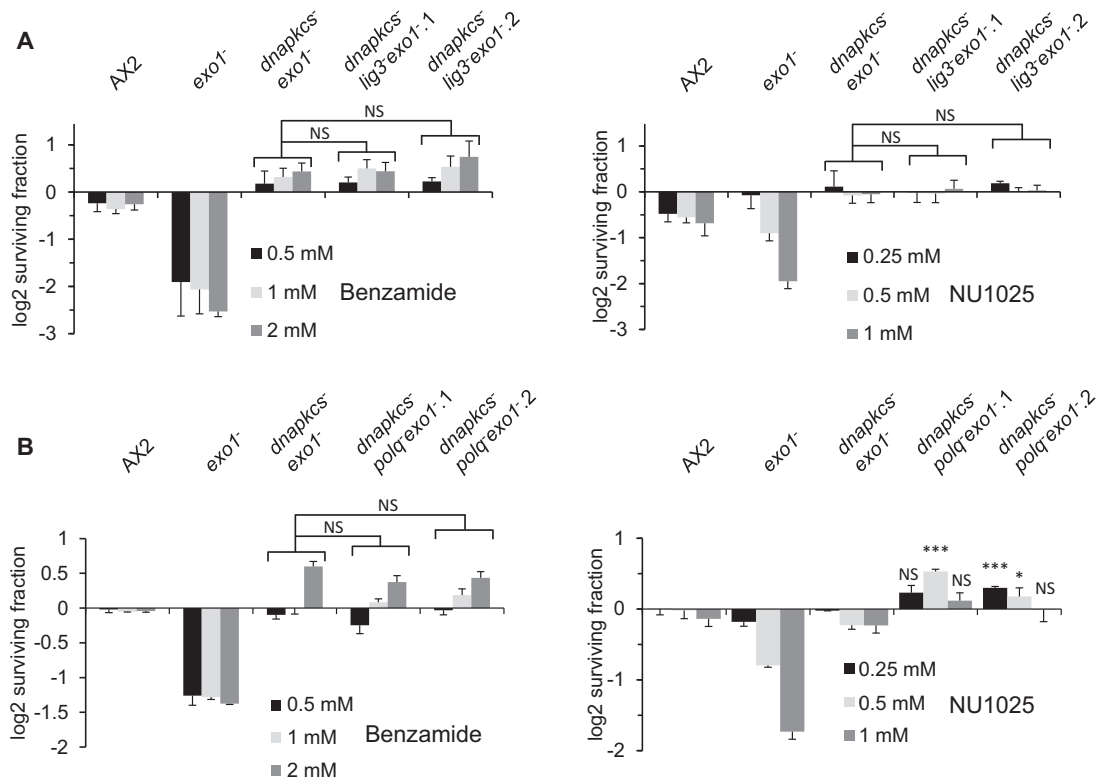 A
AX2
exo1-
dnapkcs-
exo1-
dnapkcs-
lig3-exo1-.1
dnapkcs-
lig3-exo1-.2
log2 surviving fraction
1
0
-1
-2
-3
NS
NS
0.5 mM
1 mM
2 mM
Benzamide
AX2
exo1-
dnapkcs-
exo1-
dnapkcs-
lig3-exo1-.1
dnapkcs-
lig3-exo1-.2
log2 surviving fraction
1
0
-1
-2
-3
NS
NS
0.25 mM
0.5 mM
1 mM
NU1025
B
AX2
exo1-
dnapkcs-
exo1-
dnapkcs-
polq-exo1-.1
dnapkcs-
polq-exo1-.2
log2 surviving fraction
1
0.5
0
-0.5
-1
-1.5
-2
NS
NS
0.5 mM
1 mM
2 mM
Benzamide
AX2
exo1-
dnapkcs-
exo1-
dnapkcs-
polq-exo1-.1
dnapkcs-
polq-exo1-.2
log2 surviving fraction
1
0
-1
-2
NS
***
NS
***
*
NS
0.25 mM
0.5 mM
1 mM
NU1025